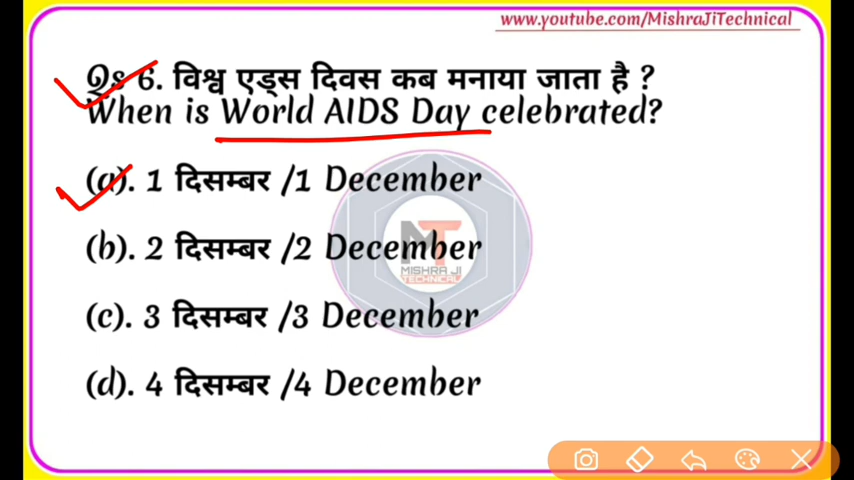 www.youtube.com/MishraJiTechnical
Qs 6. विश्व एड्स दिवस कब मनाया जाता है ?
When is World AIDS Day celebrated?
(a). 1 दिसम्बर /1 December
(b). 2 दिसम्बर /2 December
MT
MISHRA JI
TECHNICAL
(c). 3 दिसम्बर /3 December
(d). 4 दिसम्बर /4 December